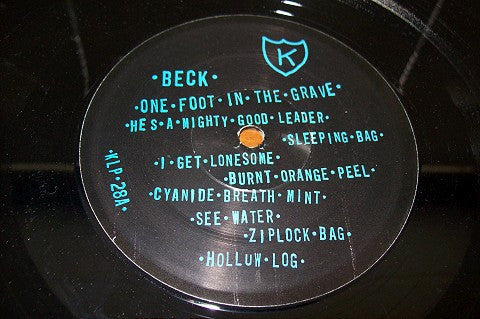 K
•BECK•
•ONE•FOOT•IN•THE•GRAVE•
•HE'S•A•MIGHTY•GOOD•LEADER•
•SLEEPING•BAG•
•I•GET•LONESOME•
•BURNT•ORANGE•PEEL•
•CYANIDE•BREATH•MINT•
•SEE•WATER•
•ZIPLOCK•BAG•
•HOLLOW•LOG•
•KLP•28A•